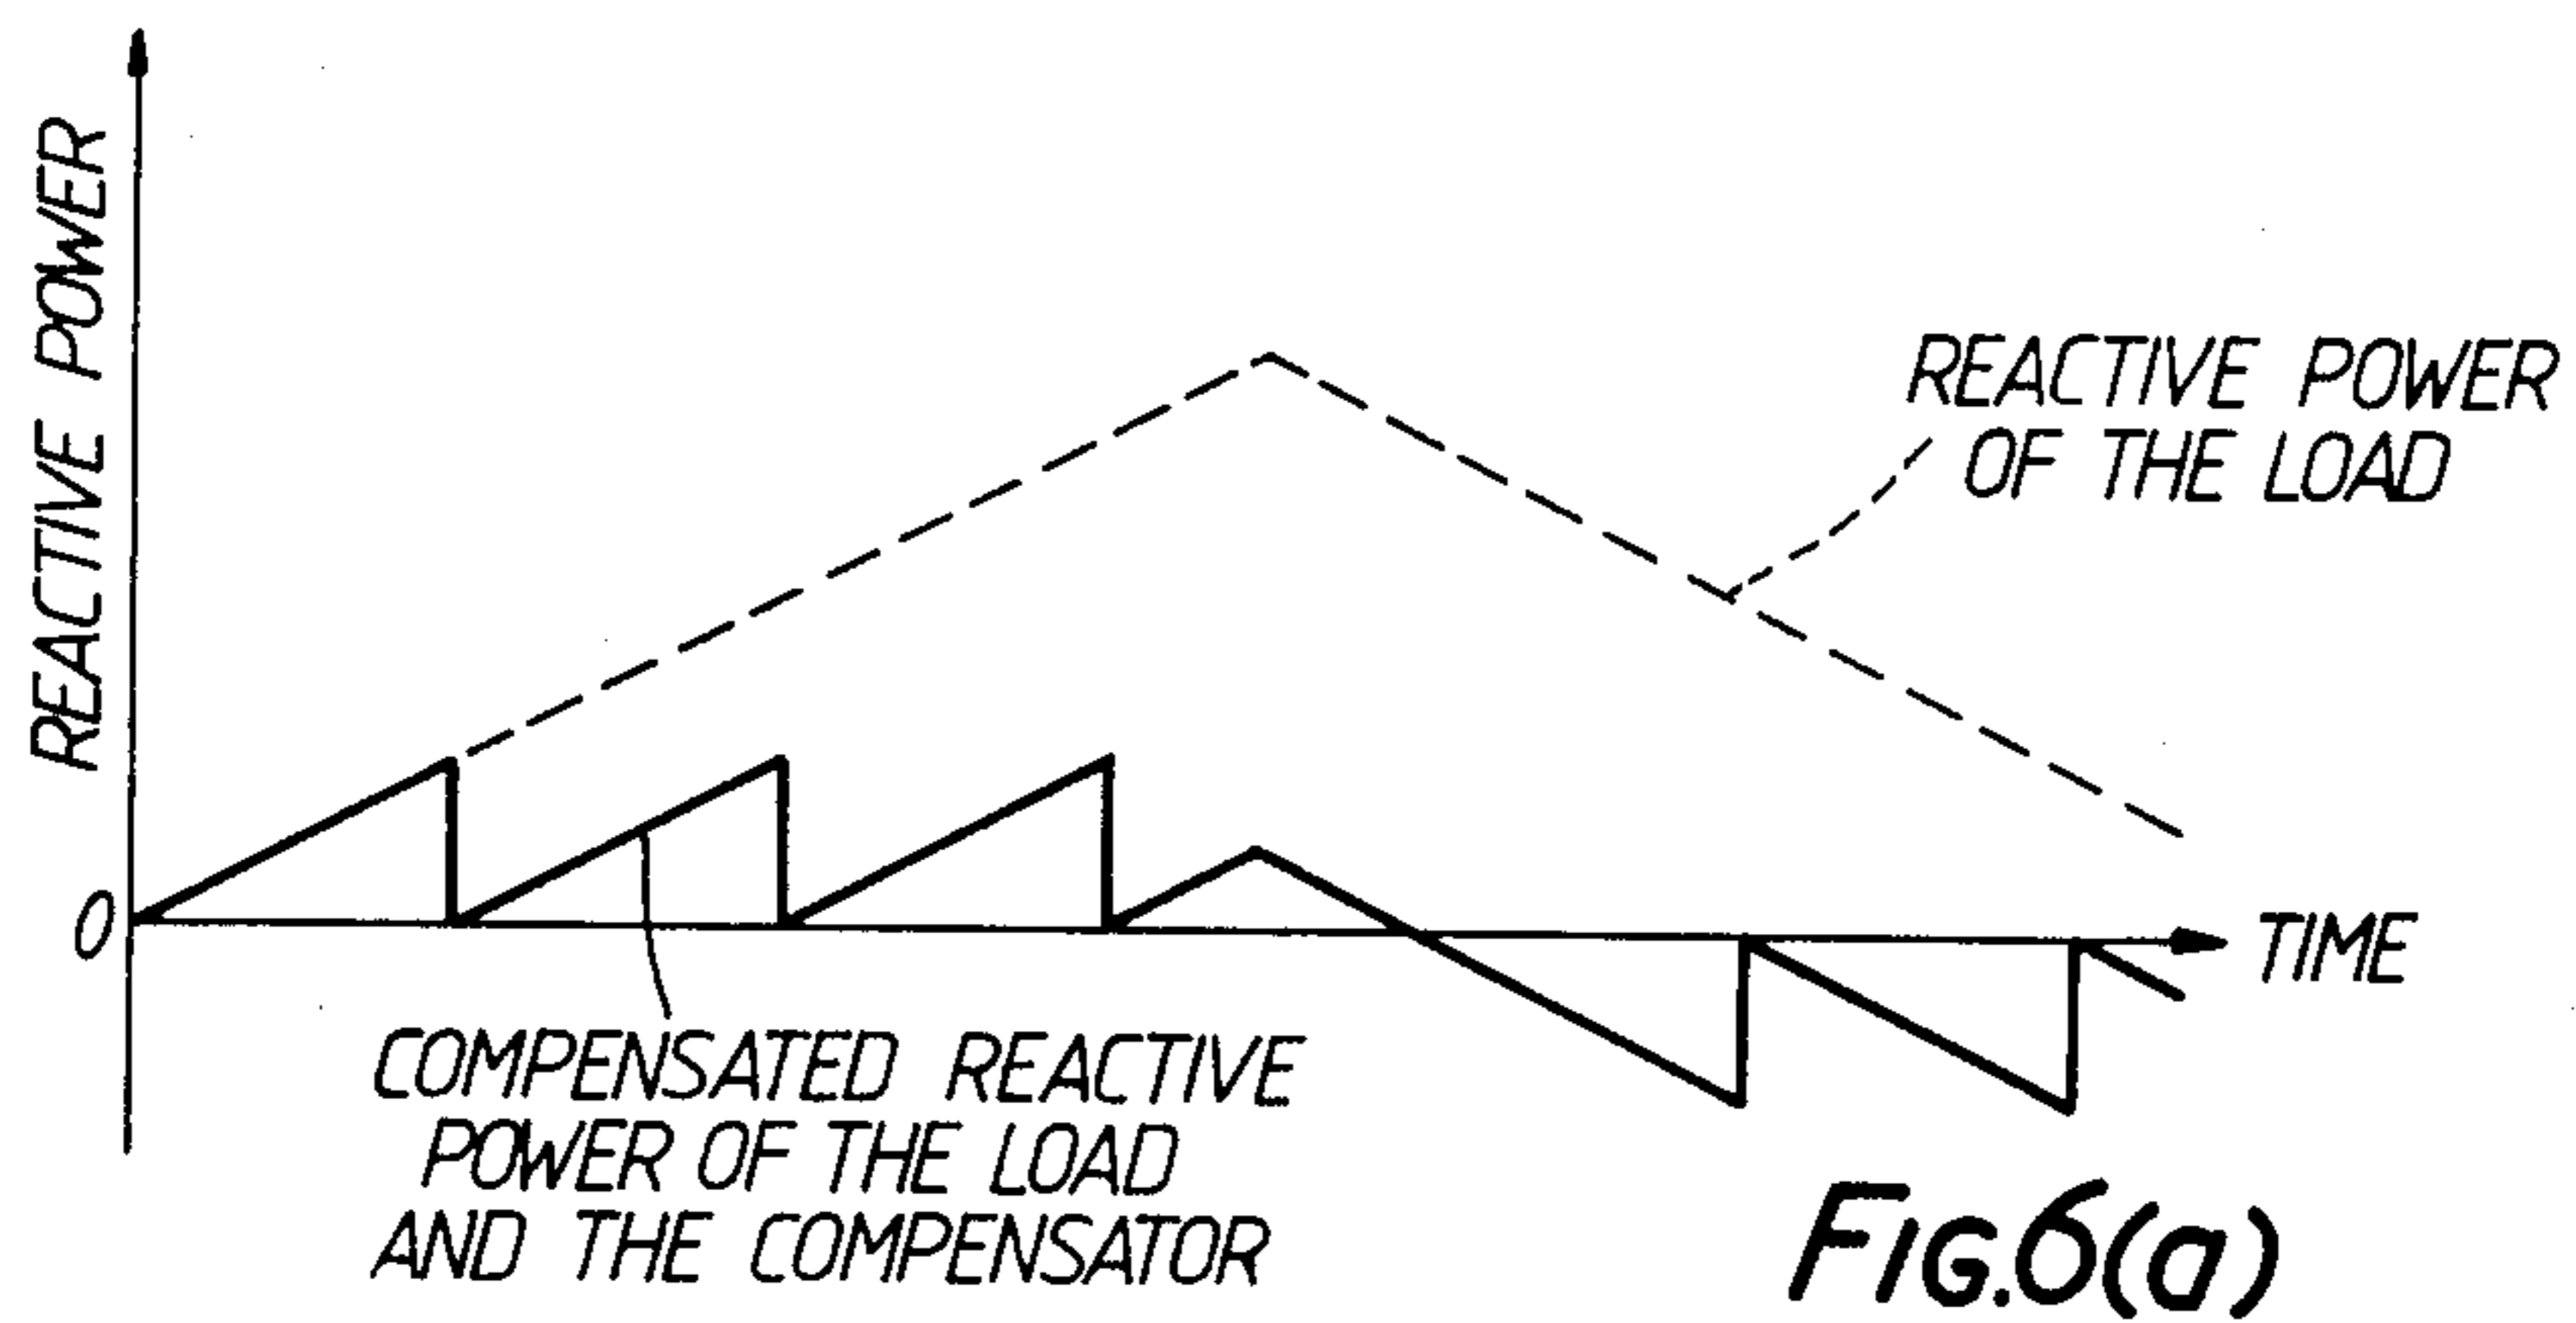 REACTIVE POWER
REACTIVE POWER
OF THE LOAD
0
TIME
COMPENSATED REACTIVE
POWER OF THE LOAD
AND THE COMPENSATOR
FIG.6(a)